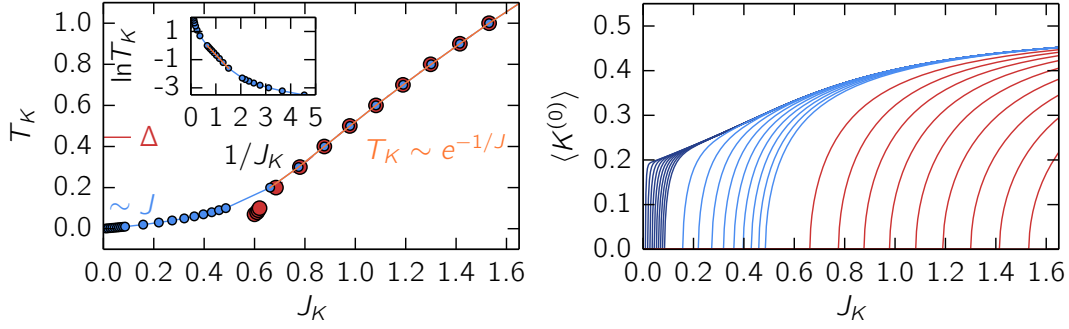 1.0
0.8
0.6
0.4
0.2
0.0
T_K
Δ
~ J
0.0 0.2 0.4 0.6 0.8 1.0 1.2 1.4 1.6
J_K
T_K ~ e^{-1/J}
ln T_K
1
-1
-3
0 1 2 3 4 5
1/J_K
0.5
0.4
0.3
0.2
0.1
0.0
⟨K^{(0)}⟩
0.0 0.2 0.4 0.6 0.8 1.0 1.2 1.4 1.6
J_K